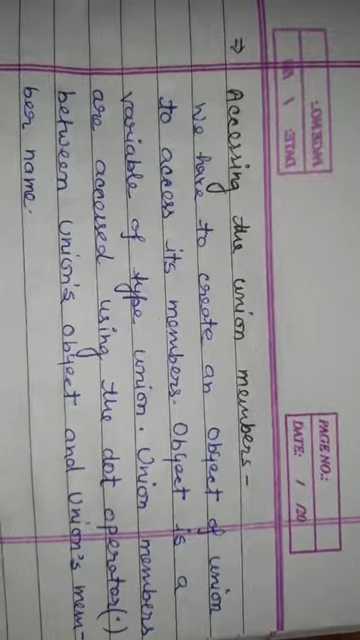 PAGE NO.:
DATE: / /20
⇒ Accessing the union members -
We have to create an object of union
to access its members. Object is a
variable of type union. Union members
are accessed using the dot operator(.)
between union's object and union's mem-
ber name.